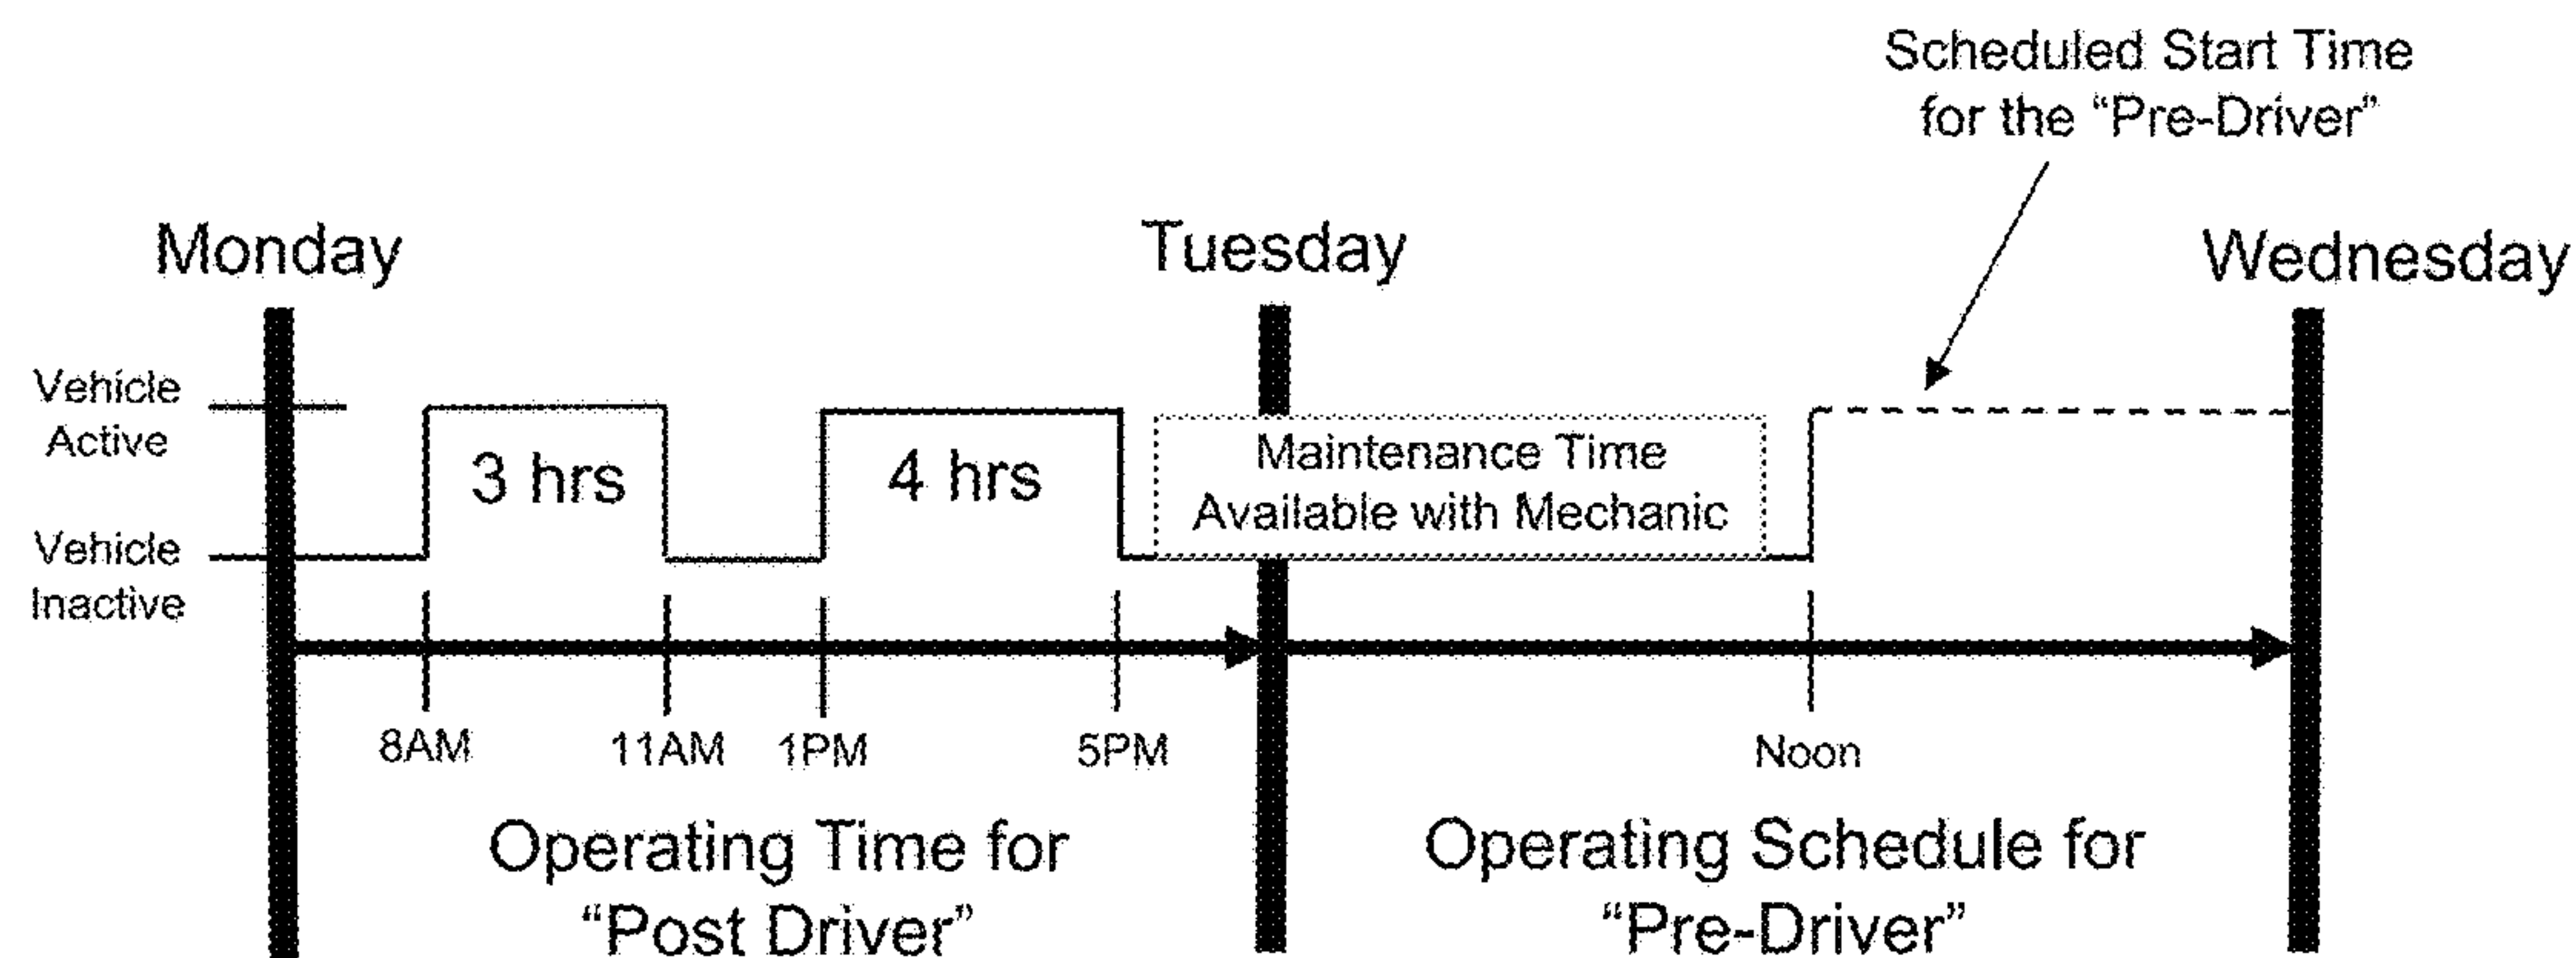 Scheduled Start Time
for the “Pre-Driver”
Monday
Tuesday
Wednesday
Vehicle
Active
3 hrs
4 hrs
Maintenance Time
Available with Mechanic
Vehicle
Inactive
8AM
11AM
1PM
5PM
Noon
Operating Time for
“Post Driver”
Operating Schedule for
“Pre-Driver”